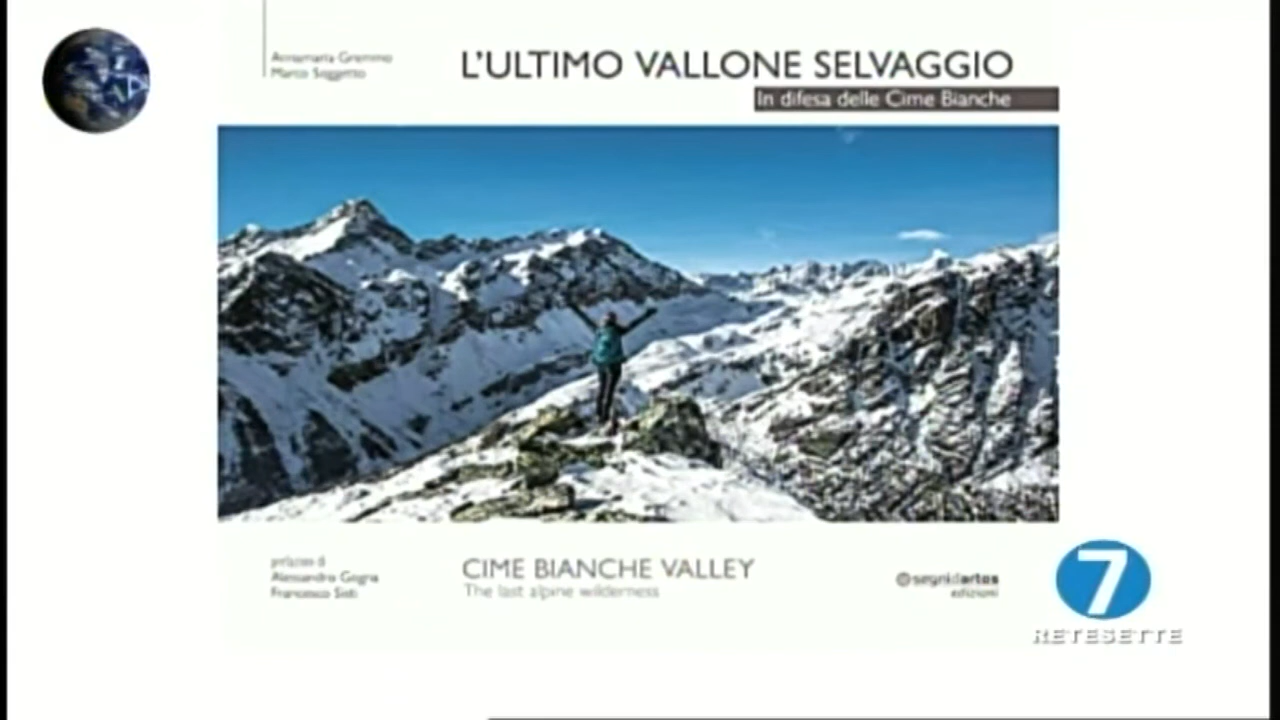 Annamaria Gremmo
Marco Soggetto
L'ULTIMO VALLONE SELVAGGIO
In difesa delle Cime Bianche
prefazioni di
Alessandro Gogna
Francesco Sisti
CIME BIANCHE VALLEY
The last alpine wilderness
edizioni
7
RETESETTE